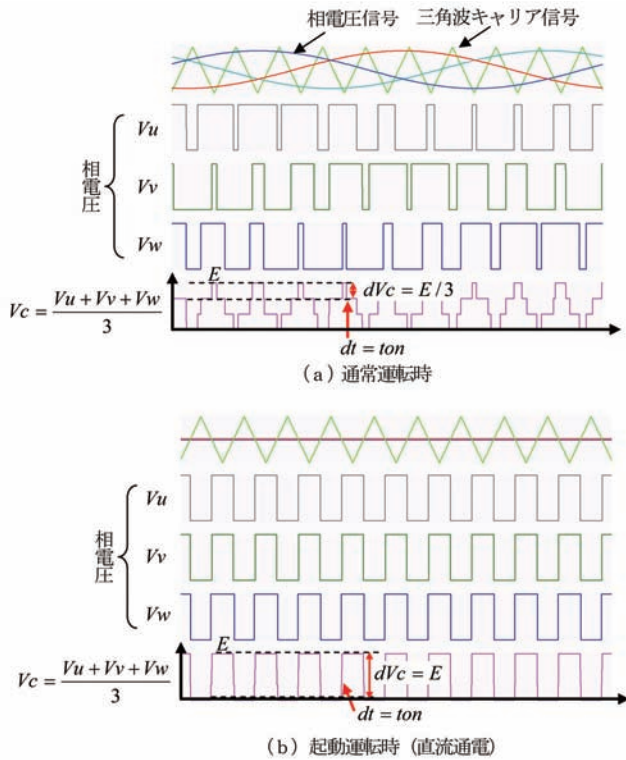 相電圧信号
三角波キャリア信号
Vu
相電圧
Vv
Vw
E
dVc = E / 3
Vc = (Vu + Vv + Vw) / 3
dt = ton
(a) 通常運転時
Vu
相電圧
Vv
Vw
E
dVc = E
Vc = (Vu + Vv + Vw) / 3
dt = ton
(b) 起動運転時 (直流通電)